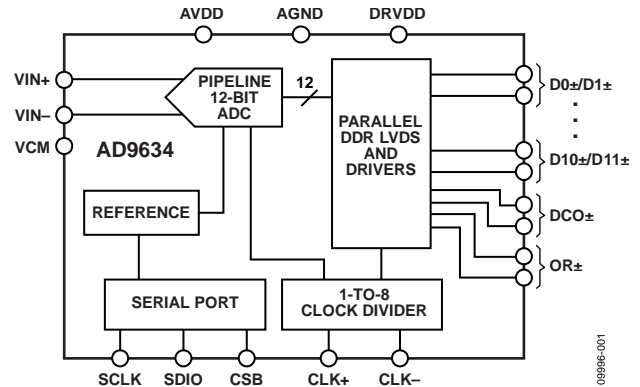 AVDD AGND DRVDD
VIN+
VIN–
VCM
AD9634
PIPELINE
12-BIT
ADC
12
PARALLEL
DDR LVDS
AND
DRIVERS
D0±/D1±
.
.
.
D10±/D11±
DCO±
OR±
REFERENCE
SERIAL PORT
1-TO-8
CLOCK DIVIDER
SCLK SDIO CSB CLK+ CLK–
09996-001